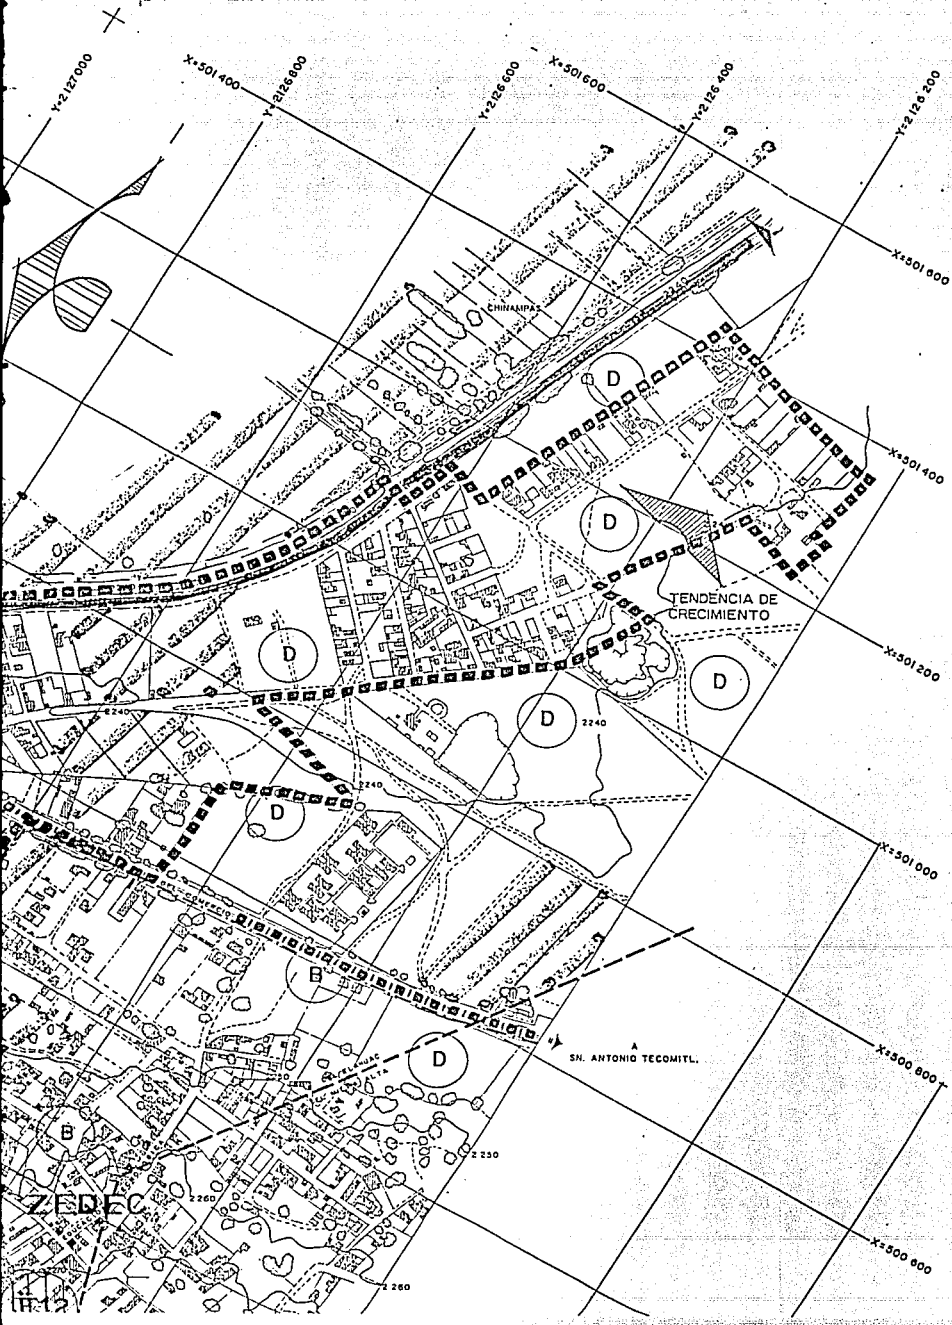 Y=2127000
X=501400
Y=2126800
Y=2126600
X=501600
Y=2126400
Y=2126200
X=501600
CHINAMPAS
D
X=501400
D
TENDENCIA DE
CRECIMIENTO
D
X=501200
D
D
2240
2240
2240
D
X=501000
COMERCIO
B
D
A
SN. ANTONIO TECOMITL.
X=500800
B
2250
2260
ZEDEC
X=500600
2260